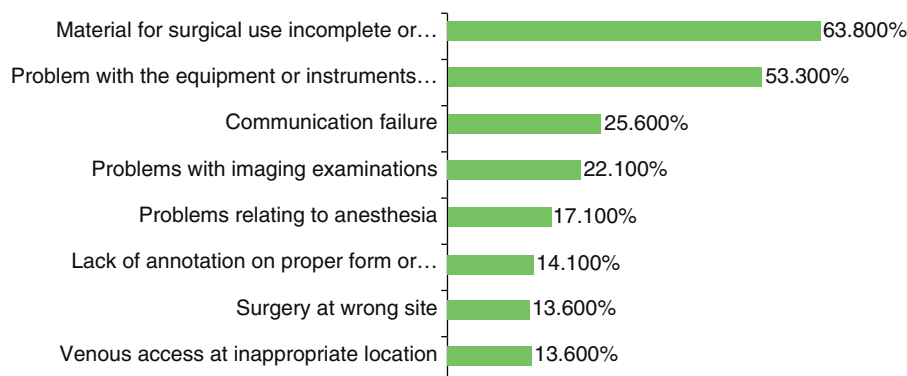 Material for surgical use incomplete or… 63.800%
Problem with the equipment or instruments… 53.300%
Communication failure 25.600%
Problems with imaging examinations 22.100%
Problems relating to anesthesia 17.100%
Lack of annotation on proper form or… 14.100%
Surgery at wrong site 13.600%
Venous access at inappropriate location 13.600%